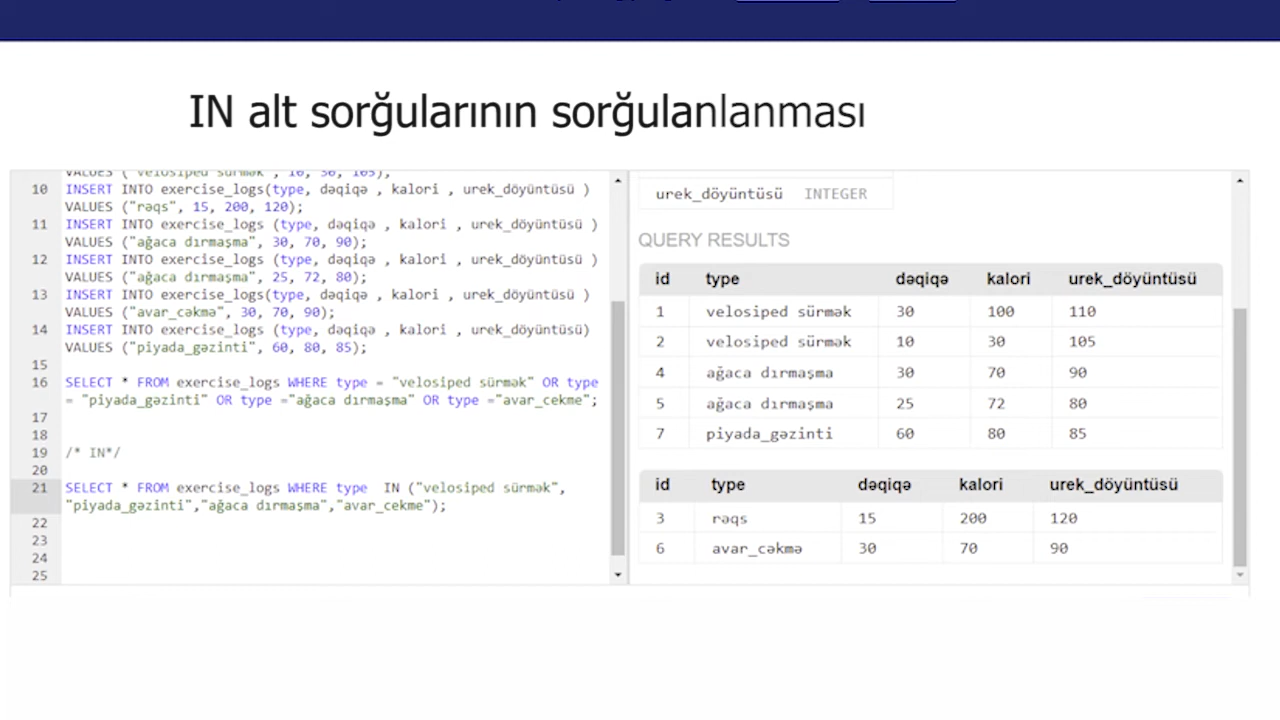 IN alt sorğularının sorğulanlanması
VALUES ("velosiped sürmək", 10, 30, 105);
10 INSERT INTO exercise_logs(type, dəqiqə , kalori , urek_döyüntüsü )
VALUES ("rəqs", 15, 200, 120);
11 INSERT INTO exercise_logs (type, dəqiqə , kalori , urek_döyüntüsü )
VALUES ("ağaca dırmaşma", 30, 70, 90);
12 INSERT INTO exercise_logs (type, dəqiqə , kalori , urek_döyüntüsü )
VALUES ("ağaca dırmaşma", 25, 72, 80);
13 INSERT INTO exercise_logs(type, dəqiqə , kalori , urek_döyüntüsü )
VALUES ("avar_cəkmə", 30, 70, 90);
14 INSERT INTO exercise_logs (type, dəqiqə , kalori , urek_döyüntüsü)
VALUES ("piyada_gəzinti", 60, 80, 85);
15
16 SELECT * FROM exercise_logs WHERE type = "velosiped sürmək" OR type
= "piyada_gəzinti" OR type ="ağaca dırmaşma" OR type ="avar_cekme";
17
18
19 /* IN*/
20
21 SELECT * FROM exercise_logs WHERE type  IN ("velosiped sürmək",
"piyada_gəzinti","ağaca dırmaşma","avar_cekme");
22
23
24
25
urek_döyüntüsü INTEGER
QUERY RESULTS
id type dəqiqə kalori urek_döyüntüsü
1 velosiped sürmək 30 100 110
2 velosiped sürmək 10 30 105
4 ağaca dırmaşma 30 70 90
5 ağaca dırmaşma 25 72 80
7 piyada_gəzinti 60 80 85
id type dəqiqə kalori urek_döyüntüsü
3 rəqs 15 200 120
6 avar_cəkmə 30 70 90